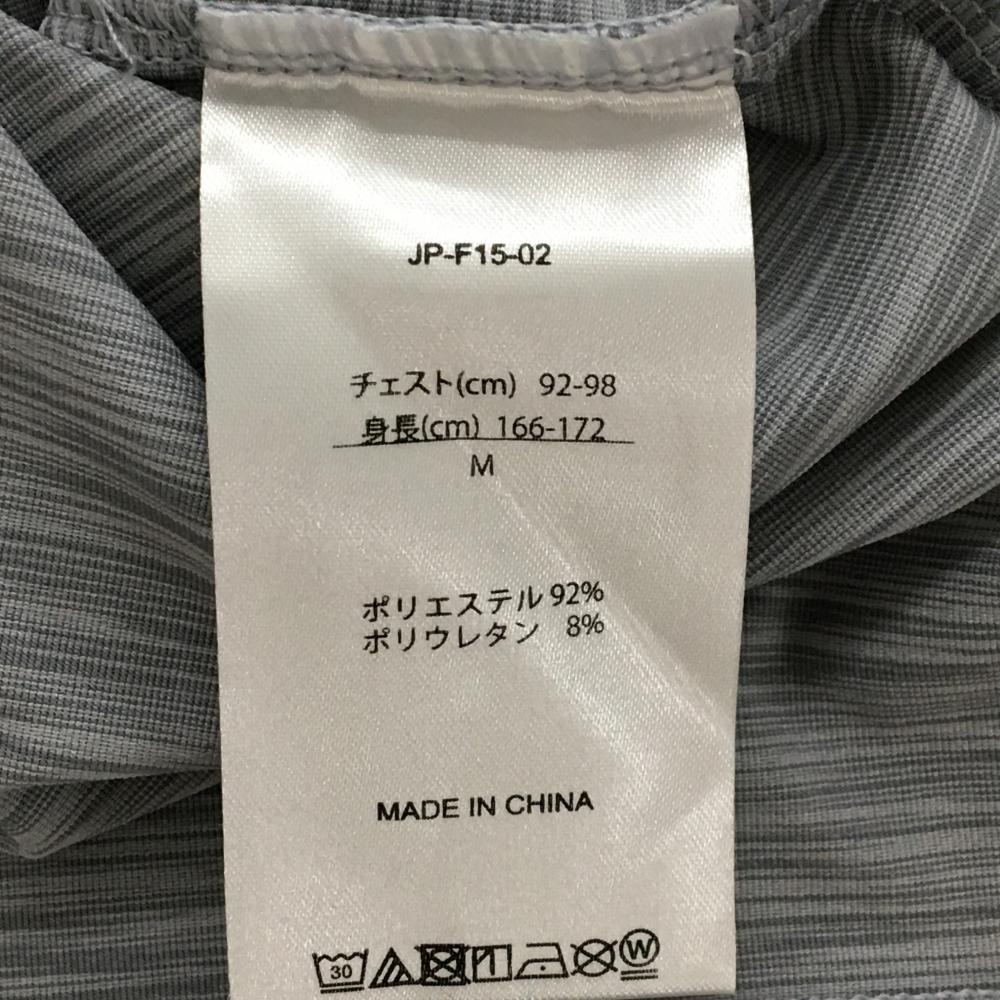 JP-F15-02
チェスト(cm) 92-98
身長(cm) 166-172
M
ポリエステル 92%
ポリウレタン 8%
MADE IN CHINA
30 W